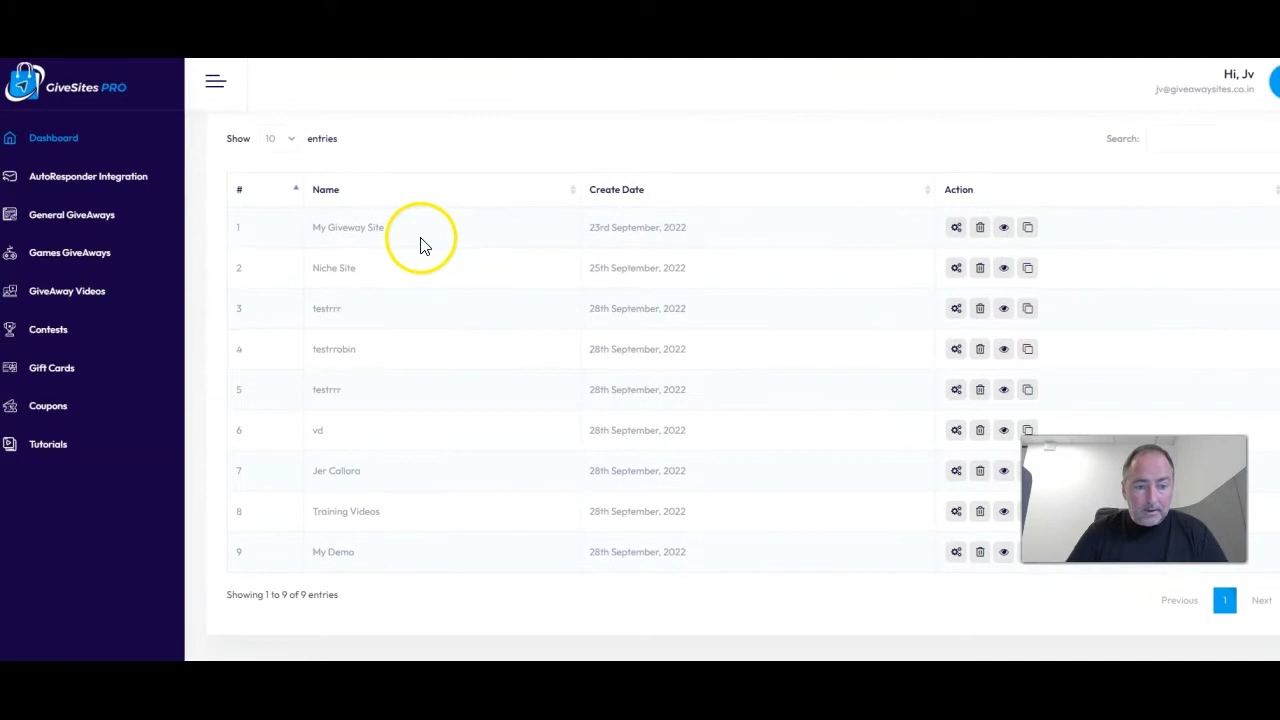 GiveSites PRO
Hi, Jv
jv@giveawaysites.co.in
Dashboard
AutoResponder Integration
General GiveAways
Games GiveAways
GiveAway Videos
Contests
Gift Cards
Coupons
Tutorials
Show 10 entries
Search:
# Name Create Date Action
1 My Giveway Site 23rd September, 2022
2 Niche Site 25th September, 2022
3 testrrr 28th September, 2022
4 testrrobin 28th September, 2022
5 testrrr 28th September, 2022
6 vd 28th September, 2022
7 Jer Callora 28th September, 2022
8 Training Videos 28th September, 2022
9 My Demo 28th September, 2022
Showing 1 to 9 of 9 entries
Previous 1 Next